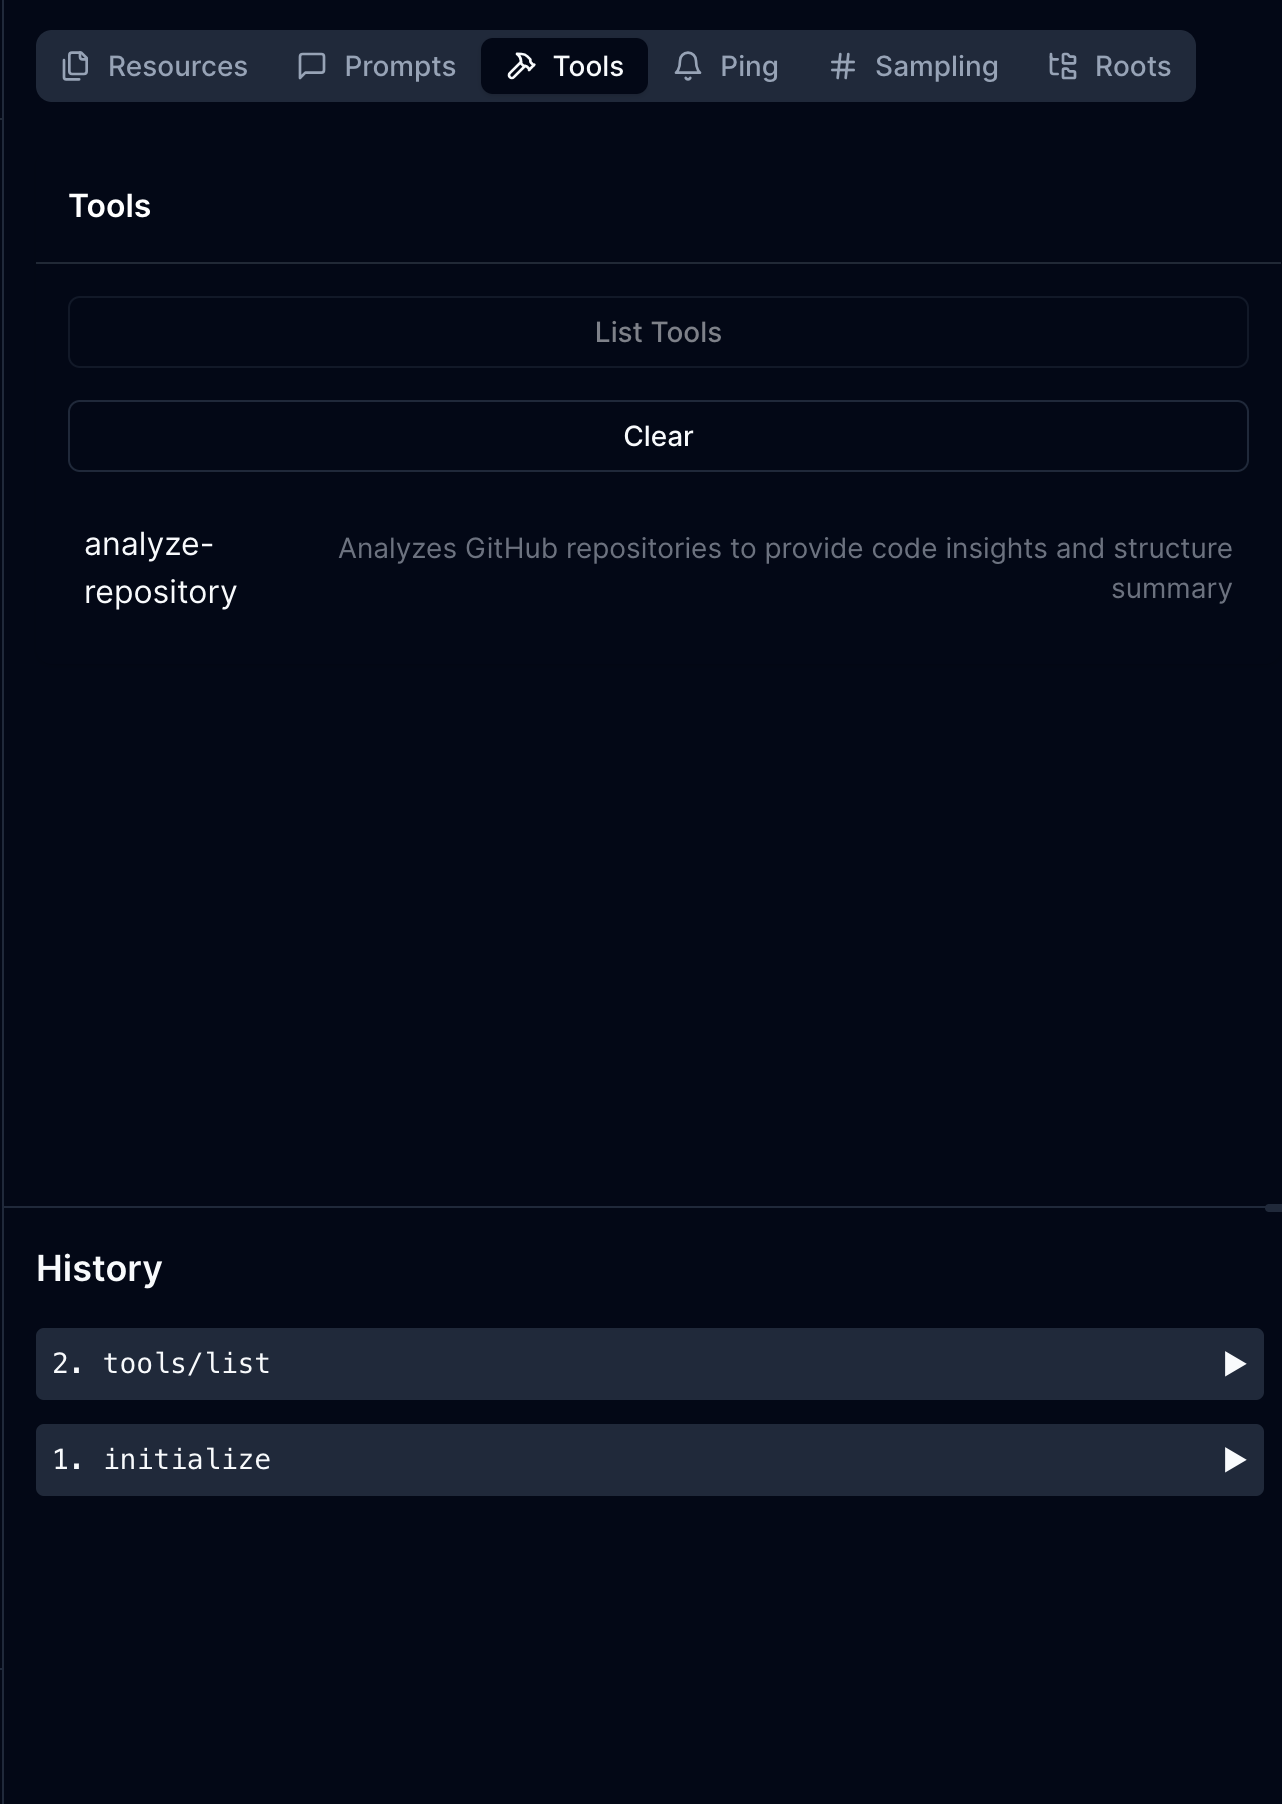 Resources Prompts Tools Ping Sampling Roots
Tools
List Tools
Clear
analyze-
repository
Analyzes GitHub repositories to provide code insights and structure
summary
History
2. tools/list
1. initialize